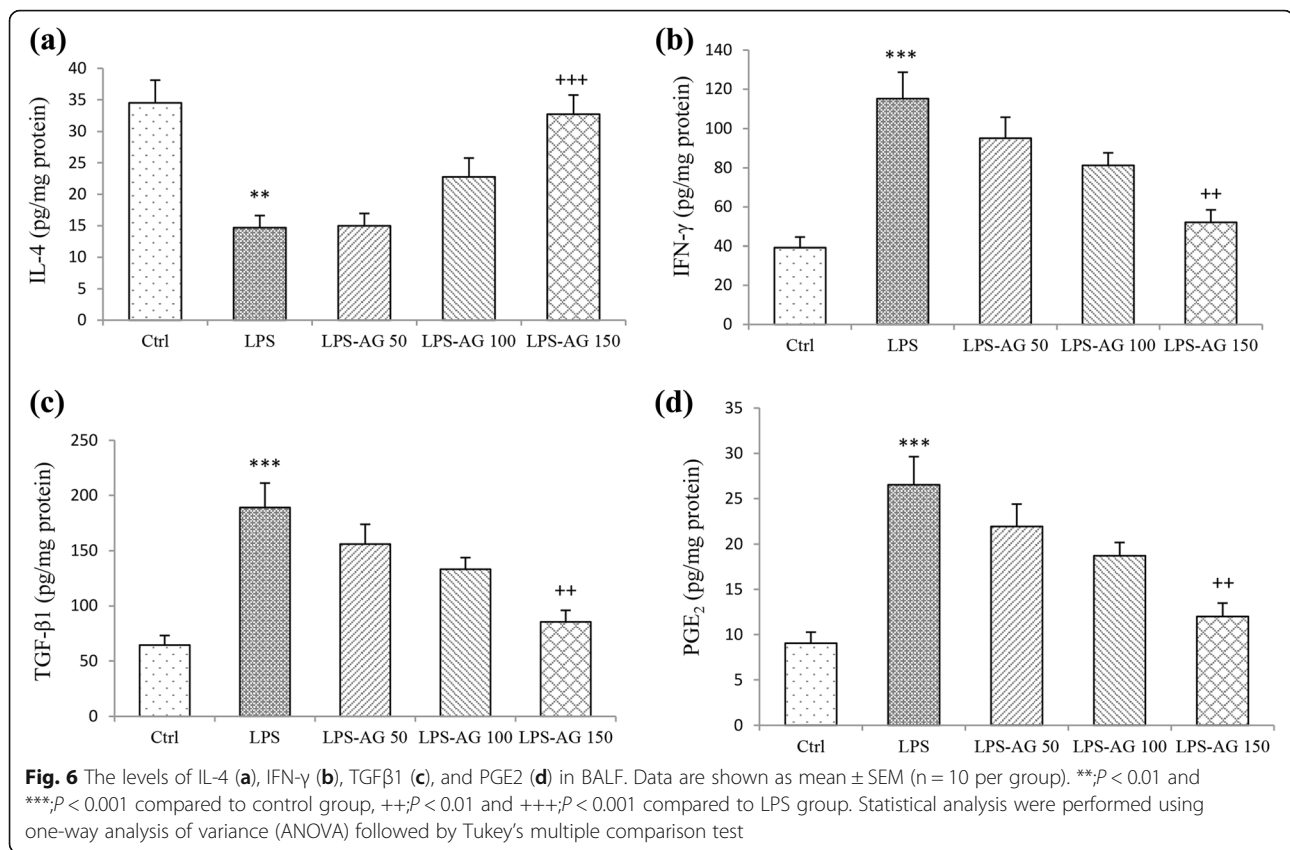 (a)
IL-4 (pg/mg protein)
40
35
30
25
20
15
10
5
0
**
+++
Ctrl LPS LPS-AG 50 LPS-AG 100 LPS-AG 150
(b)
IFN-γ (pg/mg protein)
140
120
100
80
60
40
20
0
***
++
Ctrl LPS LPS-AG 50 LPS-AG 100 LPS-AG 150
(c)
TGF-β1 (pg/mg protein)
250
200
150
100
50
0
***
++
Ctrl LPS LPS-AG 50 LPS-AG 100 LPS-AG 150
(d)
PGE₂ (pg/mg protein)
35
30
25
20
15
10
5
0
***
++
Ctrl LPS LPS-AG 50 LPS-AG 100 LPS-AG 150
Fig. 6 The levels of IL-4 (a), IFN-γ (b), TGFβ1 (c), and PGE2 (d) in BALF. Data are shown as mean ± SEM (n = 10 per group). **;P < 0.01 and
***;P < 0.001 compared to control group, ++;P < 0.01 and +++;P < 0.001 compared to LPS group. Statistical analysis were performed using
one-way analysis of variance (ANOVA) followed by Tukey's multiple comparison test